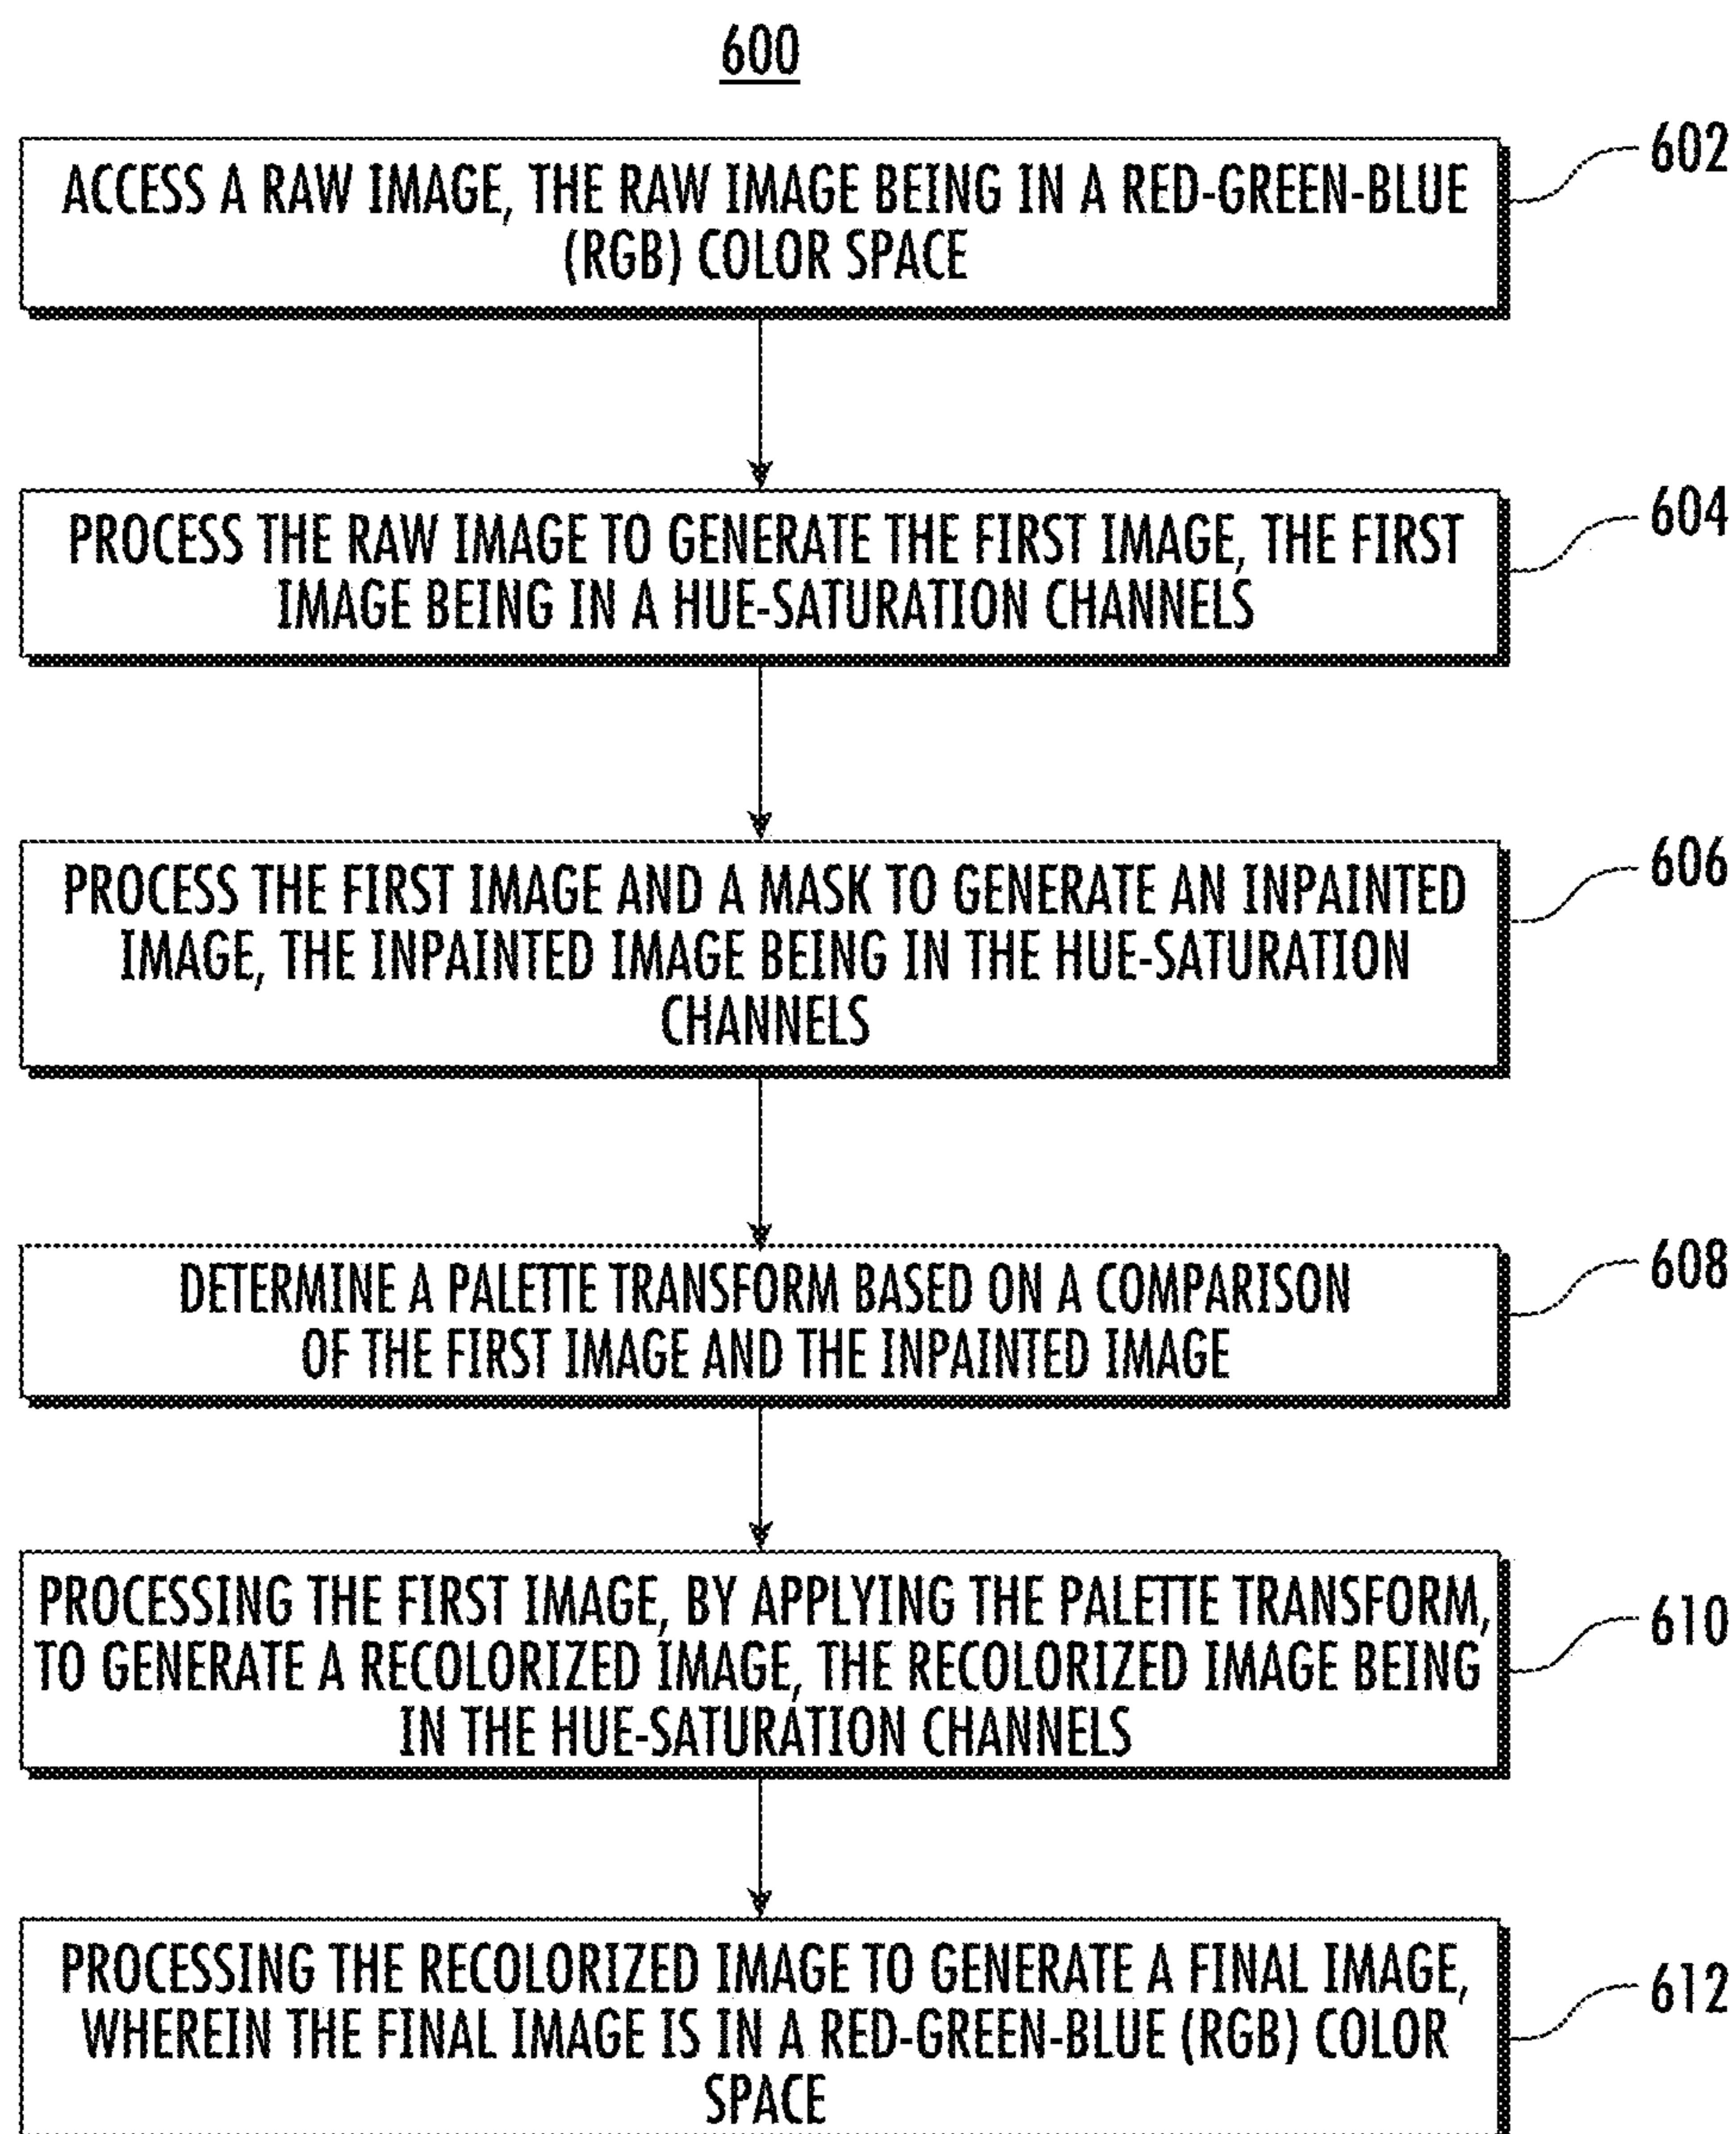 600
ACCESS A RAW IMAGE, THE RAW IMAGE BEING IN A RED-GREEN-BLUE
(RGB) COLOR SPACE
602
PROCESS THE RAW IMAGE TO GENERATE THE FIRST IMAGE, THE FIRST
IMAGE BEING IN A HUE-SATURATION CHANNELS
604
PROCESS THE FIRST IMAGE AND A MASK TO GENERATE AN INPAINTED
IMAGE, THE INPAINTED IMAGE BEING IN THE HUE-SATURATION
CHANNELS
606
DETERMINE A PALETTE TRANSFORM BASED ON A COMPARISON
OF THE FIRST IMAGE AND THE INPAINTED IMAGE
608
PROCESSING THE FIRST IMAGE, BY APPLYING THE PALETTE TRANSFORM,
TO GENERATE A RECOLORIZED IMAGE, THE RECOLORIZED IMAGE BEING
IN THE HUE-SATURATION CHANNELS
610
PROCESSING THE RECOLORIZED IMAGE TO GENERATE A FINAL IMAGE,
WHEREIN THE FINAL IMAGE IS IN A RED-GREEN-BLUE (RGB) COLOR
SPACE
612